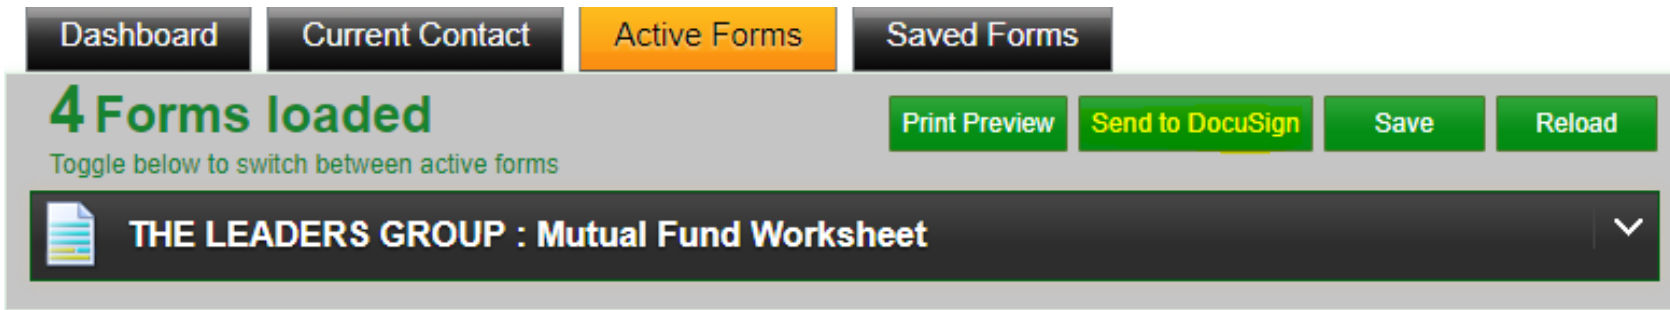 Dashboard Current Contact Active Forms Saved Forms
4 Forms loaded
Print Preview Send to DocuSign Save Reload
Toggle below to switch between active forms
THE LEADERS GROUP : Mutual Fund Worksheet